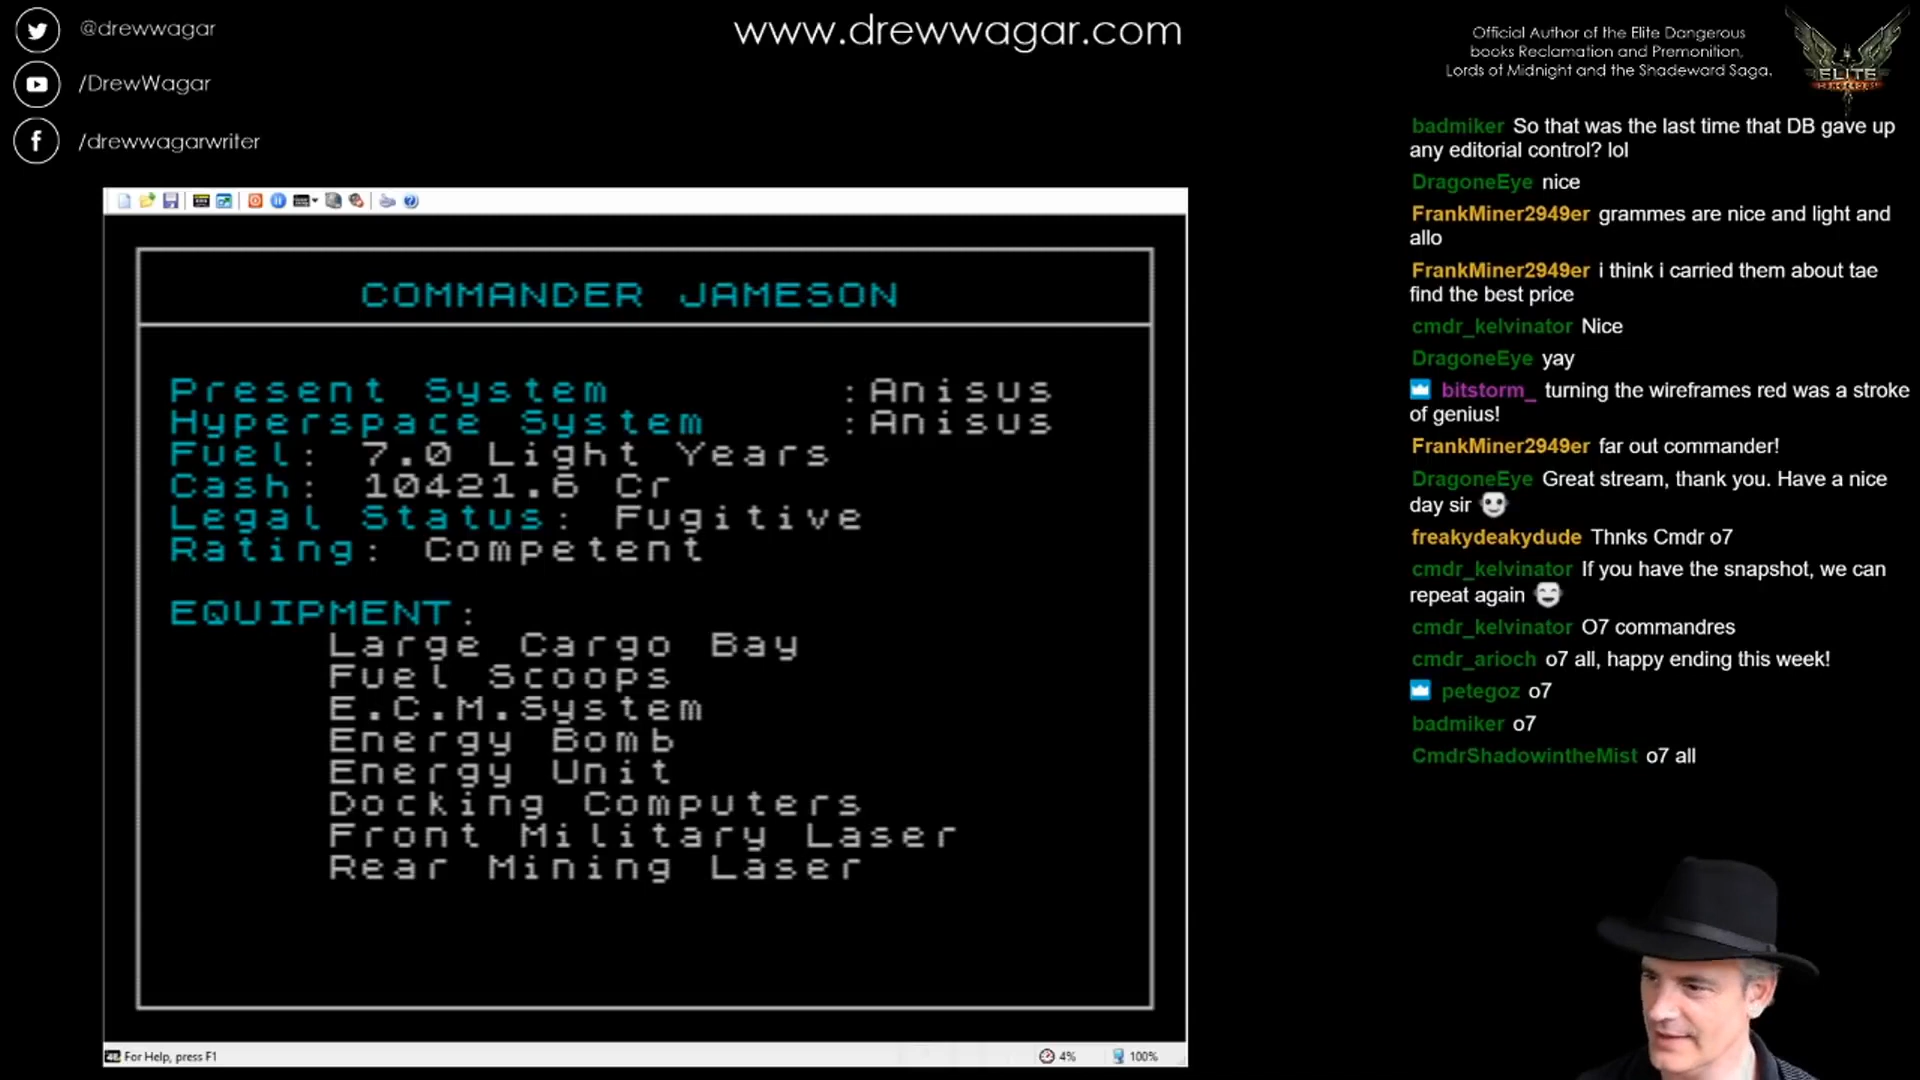 @drewwagar
/DrewWagar
/drewwagarwriter
www.drewwagar.com
Official Author of the Elite Dangerous
books Reclamation and Premonition,
Lords of Midnight and the Shadeward Saga.
ELITE
DANGEROUS
COMMANDER JAMESON
Present System :Anisus
Hyperspace System :Anisus
Fuel: 7.0 Light Years
Cash: 10421.6 Cr
Legal Status: Fugitive
Rating: Competent
EQUIPMENT:
Large Cargo Bay
Fuel Scoops
E.C.M.System
Energy Bomb
Energy Unit
Docking Computers
Front Military Laser
Rear Mining Laser
For Help, press F1
4%
100%
badmiker So that was the last time that DB gave up
any editorial control? lol
DragoneEye nice
FrankMiner2949er grammes are nice and light and
allo
FrankMiner2949er i think i carried them about tae
find the best price
cmdr_kelvinator Nice
DragoneEye yay
bitstorm_ turning the wireframes red was a stroke
of genius!
FrankMiner2949er far out commander!
DragoneEye Great stream, thank you. Have a nice
day sir
freakydeakydude Thnks Cmdr o7
cmdr_kelvinator If you have the snapshot, we can
repeat again
cmdr_kelvinator O7 commandres
cmdr_arioch o7 all, happy ending this week!
petegoz o7
badmiker o7
CmdrShadowintheMist o7 all